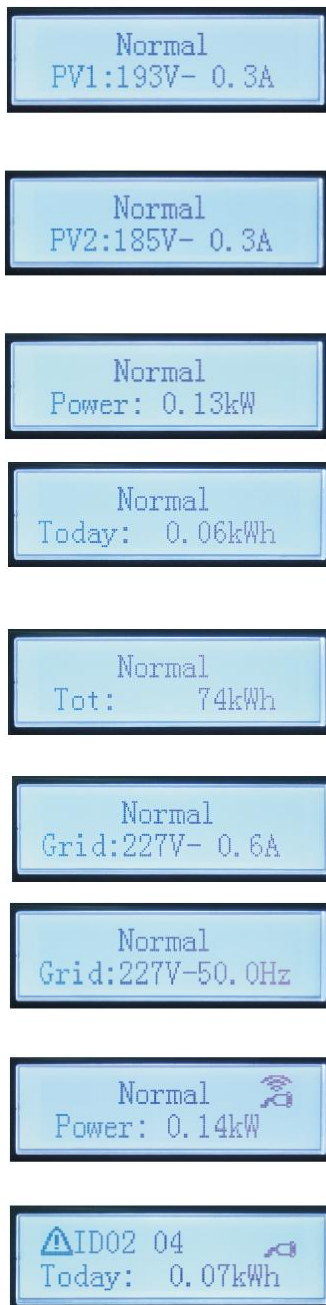 Normal
PV1:193V- 0.3A
Normal
PV2:185V- 0.3A
Normal
Power: 0.13kW
Normal
Today: 0.06kWh
Normal
Tot: 74kWh
Normal
Grid:227V- 0.6A
Normal
Grid:227V-50.0Hz
Normal
Power: 0.14kW
ID02 04
Today: 0.07kWh